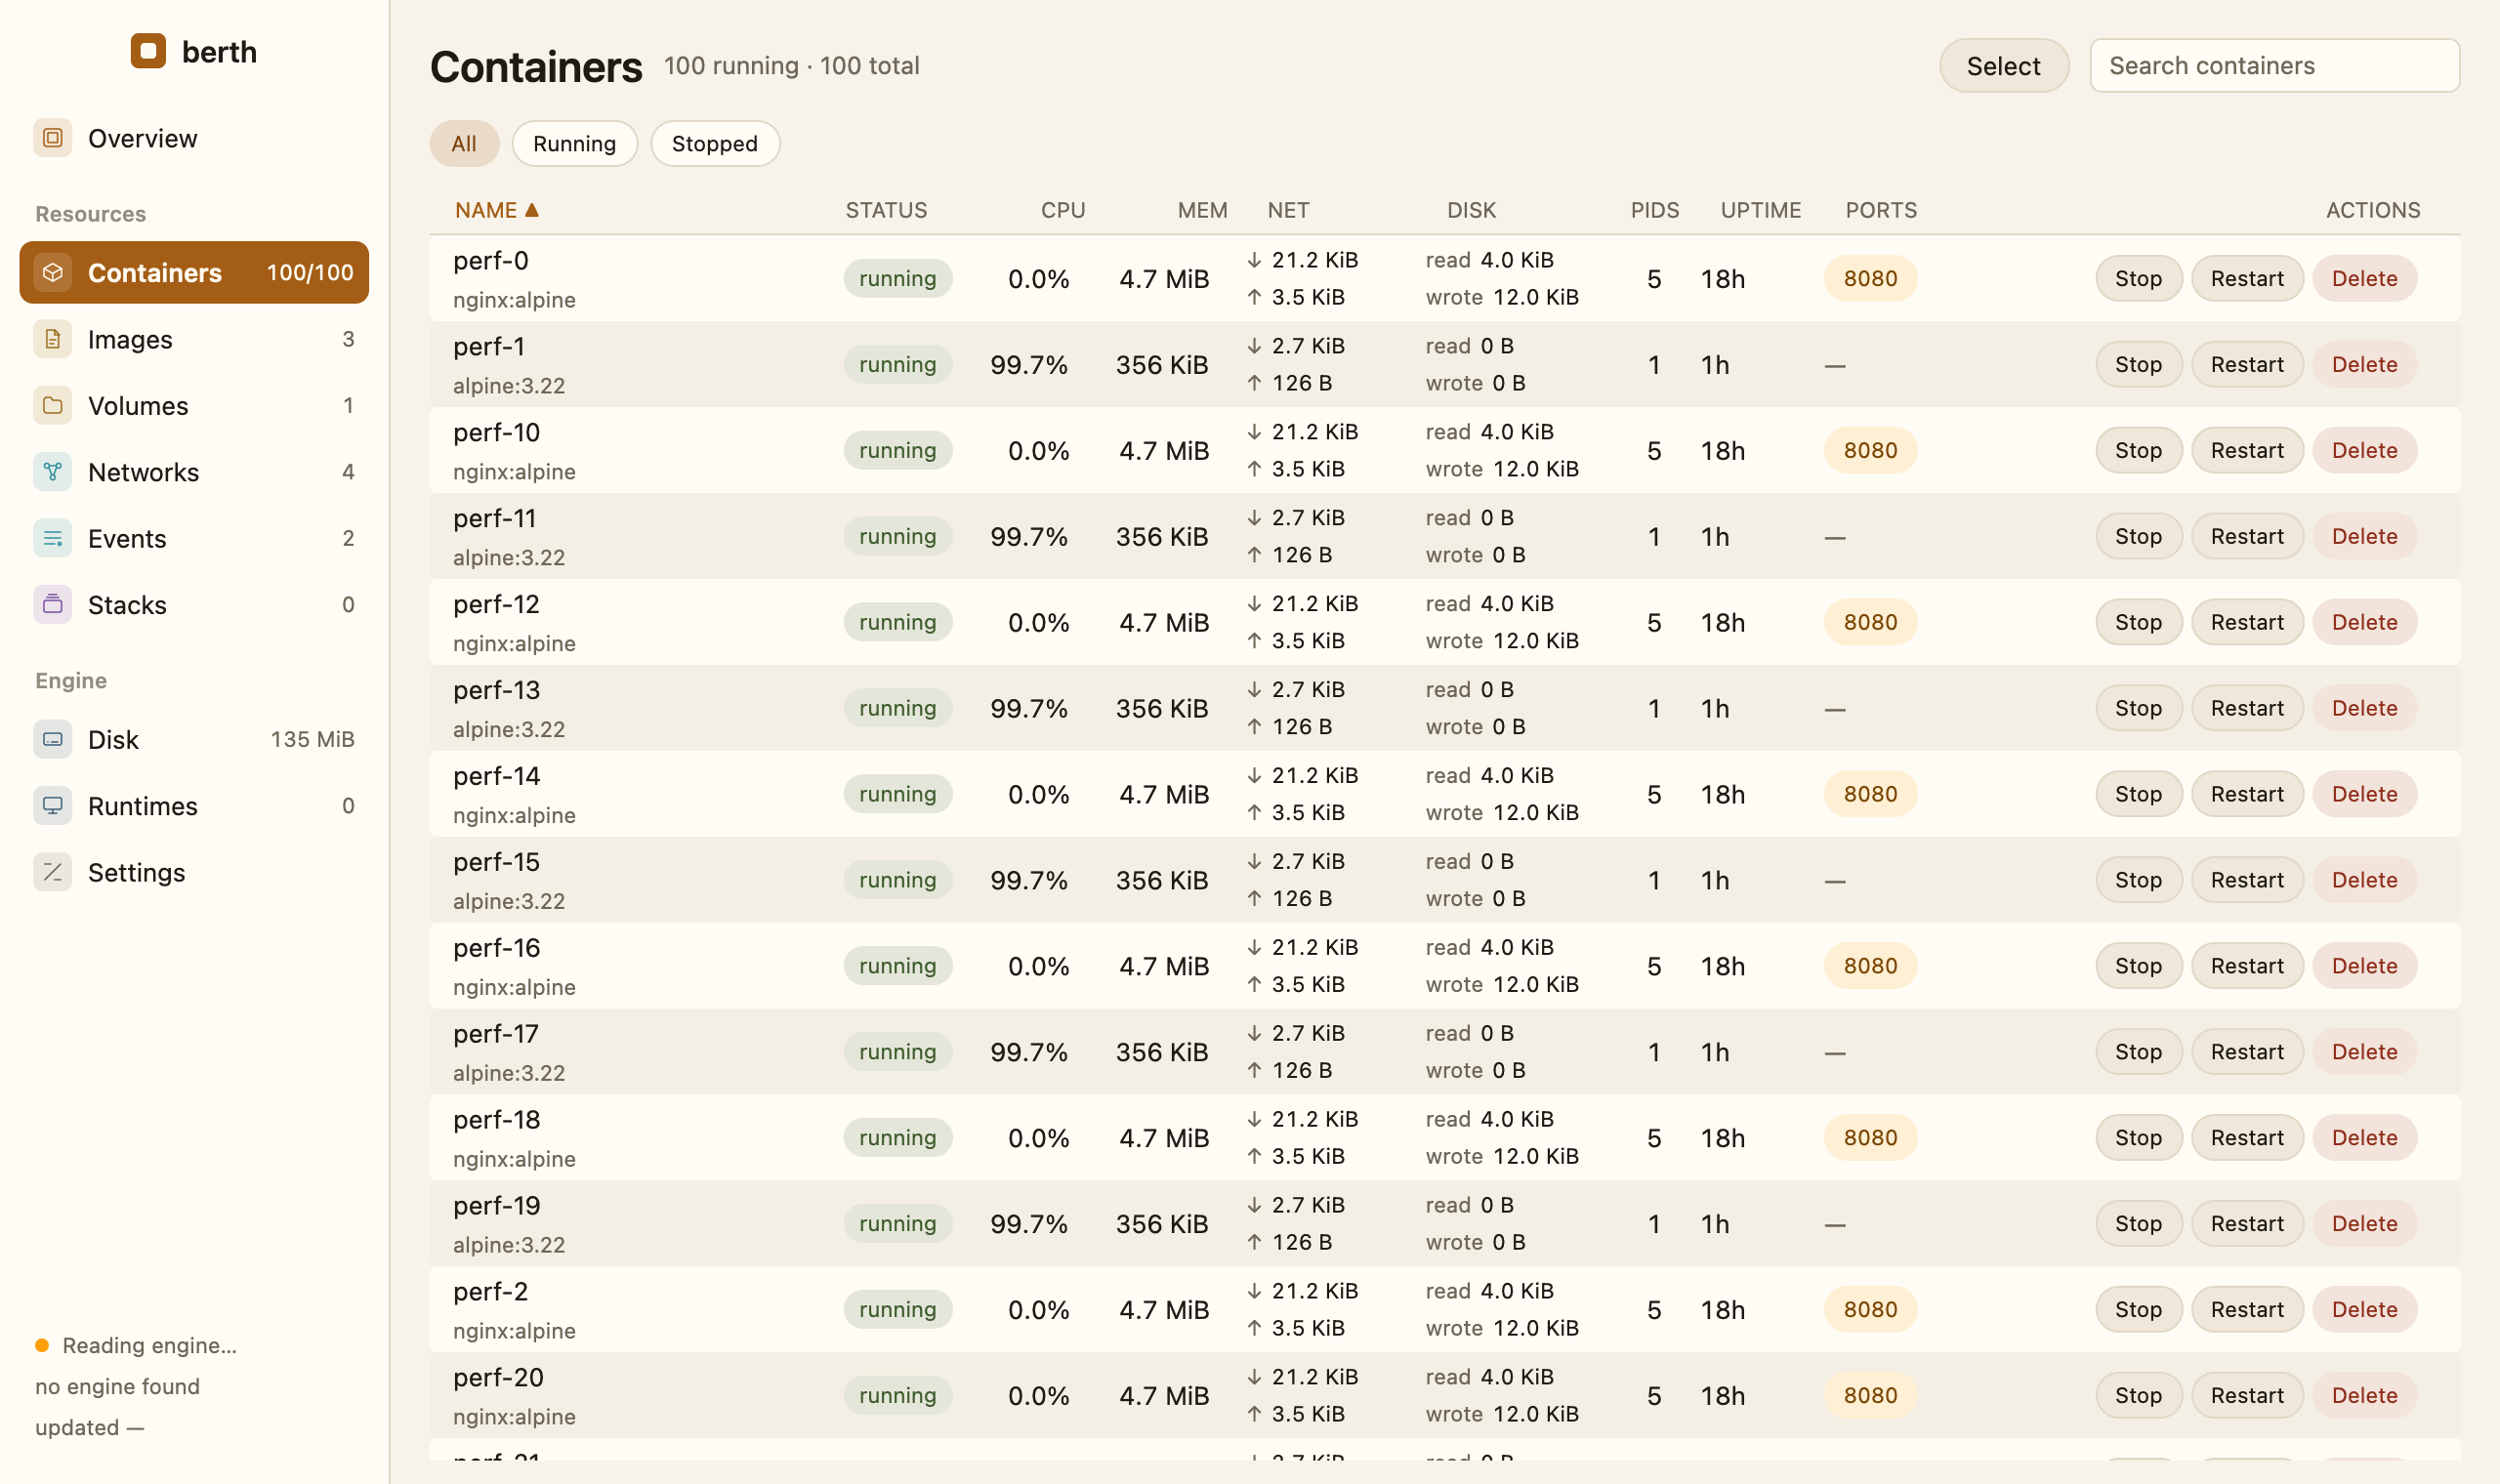 berth
Overview
Resources
Containers 100/100
Images 3
Volumes 1
Networks 4
Events 2
Stacks 0
Engine
Disk 135 MiB
Runtimes 0
Settings
Reading engine...
no engine found
updated —
Containers 100 running · 100 total Select Search containers
All Running Stopped
NAME ▲ STATUS CPU MEM NET DISK PIDS UPTIME PORTS ACTIONS
perf-0 ↓ 21.2 KiB read 4.0 KiB
running 0.0% 4.7 MiB 5 18h 8080 Stop Restart Delete
nginx:alpine ↑ 3.5 KiB wrote 12.0 KiB
perf-1 ↓ 2.7 KiB read 0 B
running 99.7% 356 KiB 1 1h — Stop Restart Delete
alpine:3.22 ↑ 126 B wrote 0 B
perf-10 ↓ 21.2 KiB read 4.0 KiB
running 0.0% 4.7 MiB 5 18h 8080 Stop Restart Delete
nginx:alpine ↑ 3.5 KiB wrote 12.0 KiB
perf-11 ↓ 2.7 KiB read 0 B
running 99.7% 356 KiB 1 1h — Stop Restart Delete
alpine:3.22 ↑ 126 B wrote 0 B
perf-12 ↓ 21.2 KiB read 4.0 KiB
running 0.0% 4.7 MiB 5 18h 8080 Stop Restart Delete
nginx:alpine ↑ 3.5 KiB wrote 12.0 KiB
perf-13 ↓ 2.7 KiB read 0 B
running 99.7% 356 KiB 1 1h — Stop Restart Delete
alpine:3.22 ↑ 126 B wrote 0 B
perf-14 ↓ 21.2 KiB read 4.0 KiB
running 0.0% 4.7 MiB 5 18h 8080 Stop Restart Delete
nginx:alpine ↑ 3.5 KiB wrote 12.0 KiB
perf-15 ↓ 2.7 KiB read 0 B
running 99.7% 356 KiB 1 1h — Stop Restart Delete
alpine:3.22 ↑ 126 B wrote 0 B
perf-16 ↓ 21.2 KiB read 4.0 KiB
running 0.0% 4.7 MiB 5 18h 8080 Stop Restart Delete
nginx:alpine ↑ 3.5 KiB wrote 12.0 KiB
perf-17 ↓ 2.7 KiB read 0 B
running 99.7% 356 KiB 1 1h — Stop Restart Delete
alpine:3.22 ↑ 126 B wrote 0 B
perf-18 ↓ 21.2 KiB read 4.0 KiB
running 0.0% 4.7 MiB 5 18h 8080 Stop Restart Delete
nginx:alpine ↑ 3.5 KiB wrote 12.0 KiB
perf-19 ↓ 2.7 KiB read 0 B
running 99.7% 356 KiB 1 1h — Stop Restart Delete
alpine:3.22 ↑ 126 B wrote 0 B
perf-2 ↓ 21.2 KiB read 4.0 KiB
running 0.0% 4.7 MiB 5 18h 8080 Stop Restart Delete
nginx:alpine ↑ 3.5 KiB wrote 12.0 KiB
perf-20 ↓ 21.2 KiB read 4.0 KiB
running 0.0% 4.7 MiB 5 18h 8080 Stop Restart Delete
nginx:alpine ↑ 3.5 KiB wrote 12.0 KiB